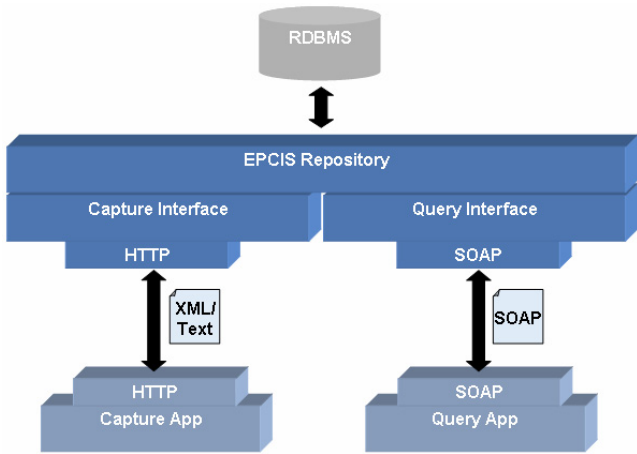 RDBMS
EPCIS Repository
Capture Interface
Query Interface
HTTP
SOAP
XML/
Text
SOAP
HTTP
SOAP
Capture App
Query App